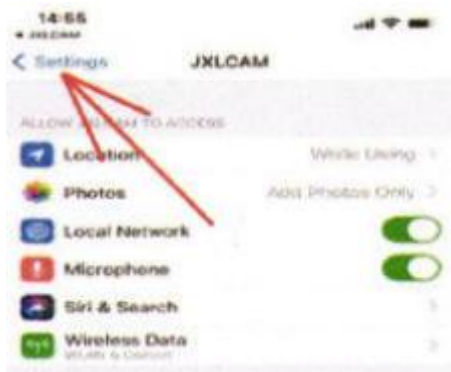 14:55
◀ JXLCAM
< Settings JXLCAM
ALLOW JXLCAM TO ACCESS
Location While Using >
Photos Add Photos Only >
Local Network
Microphone
Siri & Search >
Wireless Data >
WLAN &